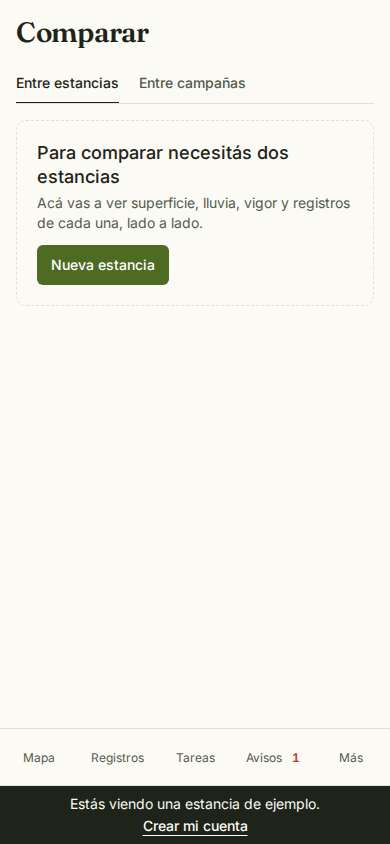 Comparar
Entre estancias
Entre campañas
Para comparar necesitás dos
estancias
Acá vas a ver superficie, lluvia, vigor y registros
de cada una, lado a lado.
Nueva estancia
Mapa
Registros
Tareas
Avisos 1
Más
Estás viendo una estancia de ejemplo.
Crear mi cuenta